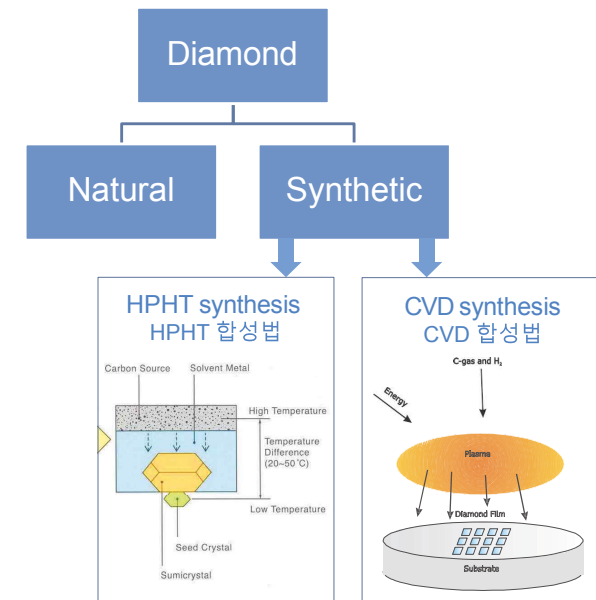 Diamond
Natural
Synthetic
HPHT synthesis
HPHT 합성법
Carbon Source
Solvent Metal
High Temperature
Temperature
Difference
(20~50℃)
Low Temperature
Seed Crystal
Sumicrystal
CVD synthesis
CVD 합성법
C-gas and H₂
Energy
Plasma
Diamond Film
Substrate